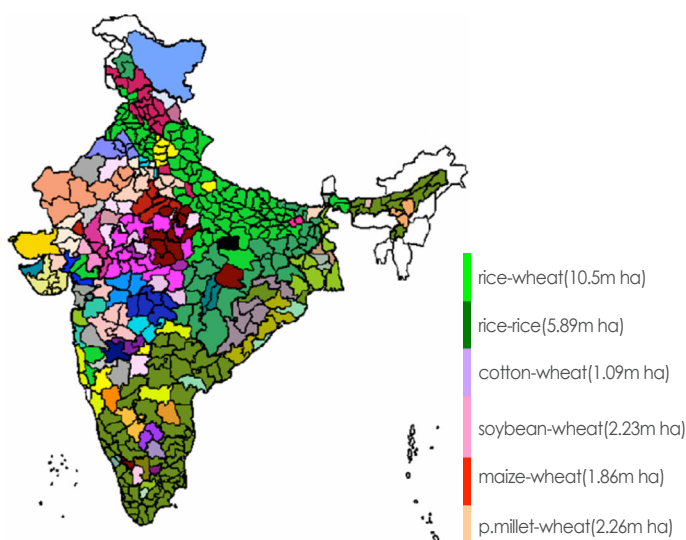 rice-wheat(10.5m ha)
rice-rice(5.89m ha)
cotton-wheat(1.09m ha)
soybean-wheat(2.23m ha)
maize-wheat(1.86m ha)
p.millet-wheat(2.26m ha)